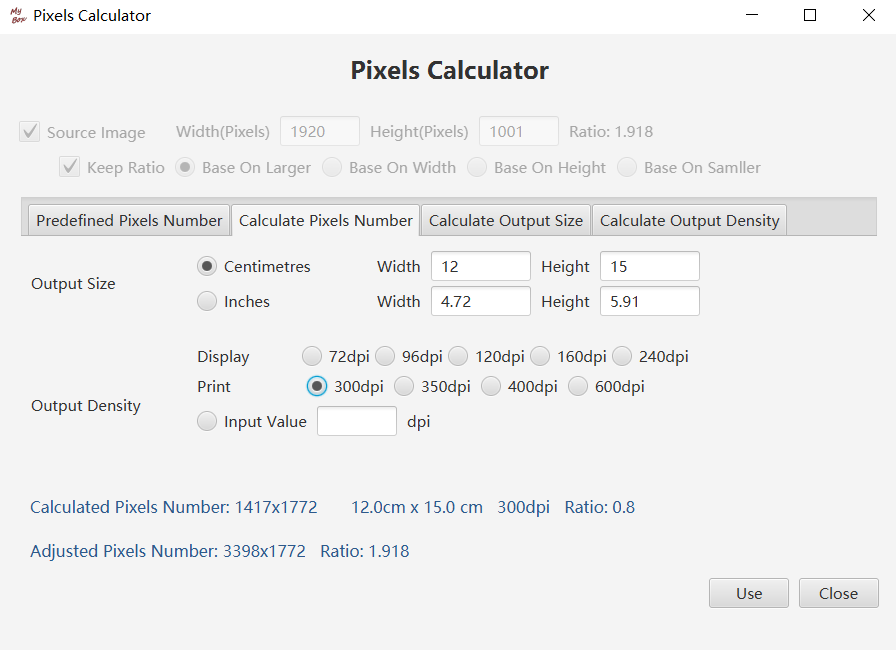 My Box Pixels Calculator
Pixels Calculator
Source Image Width(Pixels) 1920 Height(Pixels) 1001 Ratio: 1.918
Keep Ratio Base On Larger Base On Width Base On Height Base On Samller
Predefined Pixels Number Calculate Pixels Number Calculate Output Size Calculate Output Density
Output Size
Centimetres Width 12 Height 15
Inches Width 4.72 Height 5.91
Display 72dpi 96dpi 120dpi 160dpi 240dpi
Print 300dpi 350dpi 400dpi 600dpi
Output Density
Input Value dpi
Calculated Pixels Number: 1417x1772 12.0cm x 15.0 cm 300dpi Ratio: 0.8
Adjusted Pixels Number: 3398x1772 Ratio: 1.918
Use Close